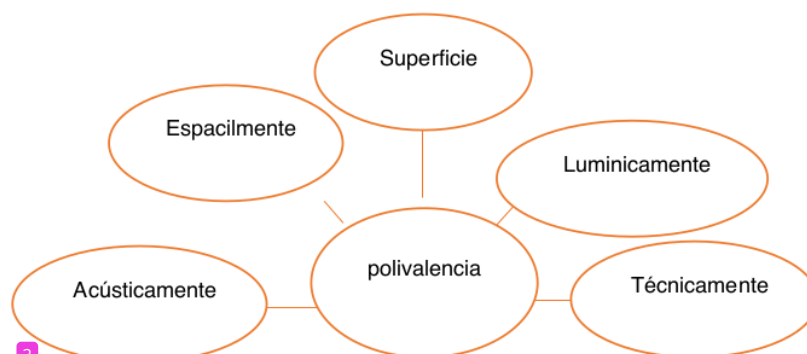 Superficie
Espacilmente
Luminicamente
polivalencia
Acústicamente
Técnicamente